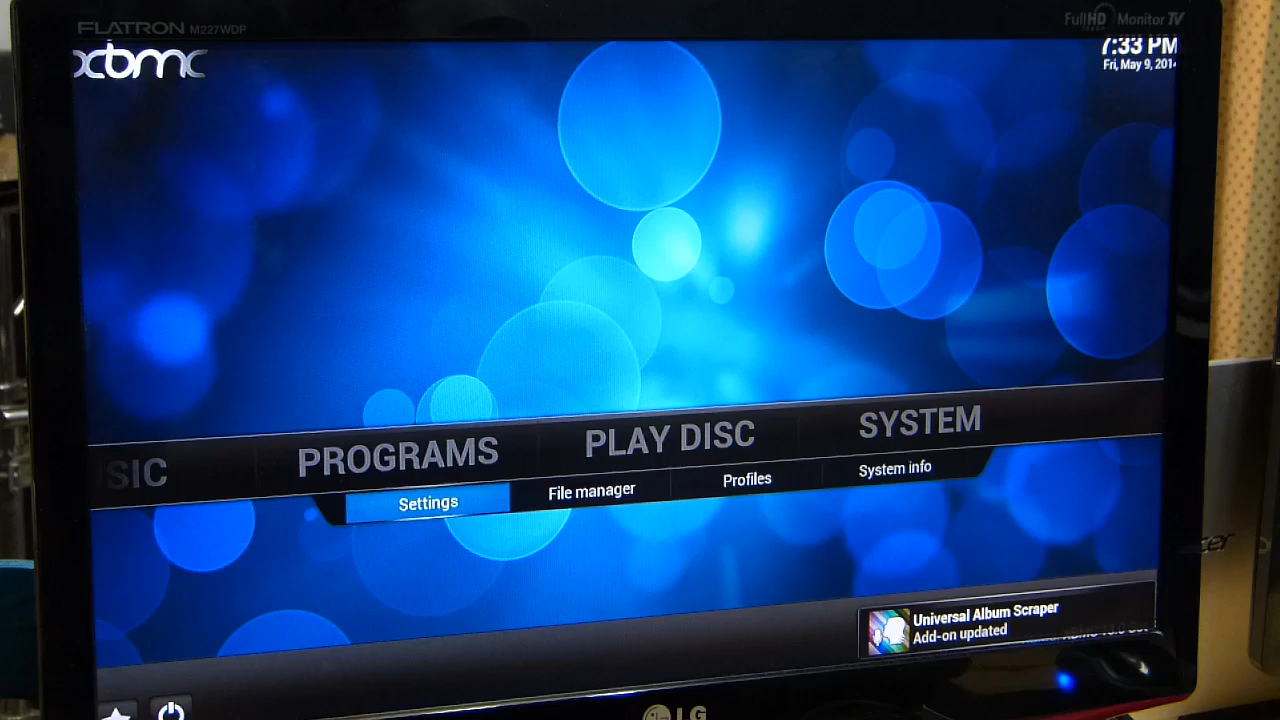 FLATRON M227WDP
FullHD Monitor TV
xbmc
7:33 PM
Fri, May 9, 2014
SIC
PROGRAMS
PLAY DISC
SYSTEM
Settings
File manager
Profiles
System info
Universal Album Scraper
Add-on updated
acer
LG